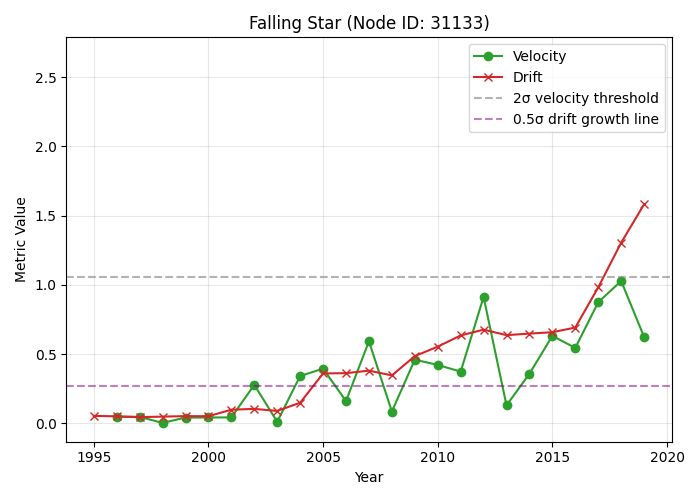 Falling Star (Node ID: 31133)
Velocity
Drift
2σ velocity threshold
0.5σ drift growth line
Metric Value
2.5
2.0
1.5
1.0
0.5
0.0
1995
2000
2005
2010
2015
2020
Year